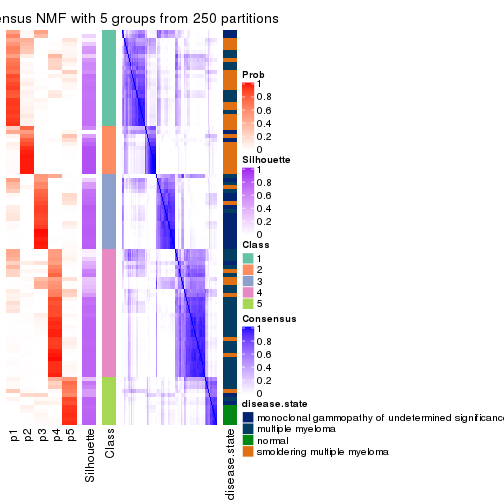 ensus NMF with 5 groups from 250 partitions
Prob
1
0.8
0.6
0.4
0.2
0
Silhouette
1
0.8
0.6
0.4
0.2
0
Class
1
2
3
4
5
Consensus
1
0.8
0.6
0.4
0.2
0
disease.state
monoclonal gammopathy of undetermined significance
multiple myeloma
normal
smoldering multiple myeloma
p1
p2
p3
p4
p5
Silhouette
Class
disease.state